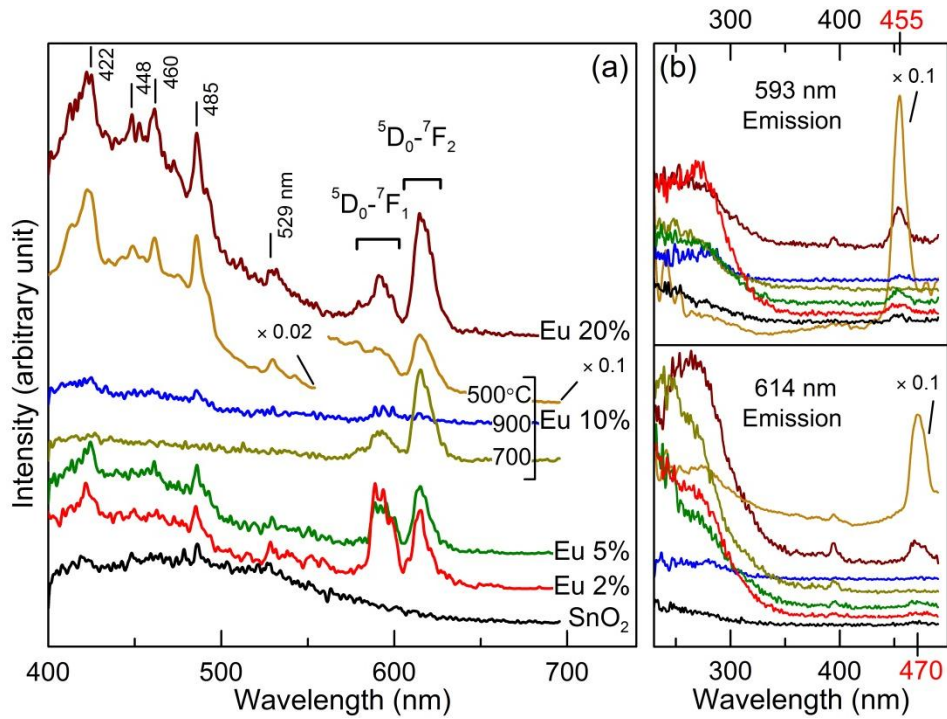 (a)
422
448
460
485
529 nm
⁵D₀-⁷F₁
⁵D₀-⁷F₂
× 0.02
Eu 20%
500°C
× 0.1
900
Eu 10%
700
Eu 5%
Eu 2%
SnO₂
Intensity (arbitrary unit)
400 500 600 700
Wavelength (nm)
300 400 455
(b)
× 0.1
593 nm
Emission
614 nm
Emission
× 0.1
300 400
470
Wavelength (nm)